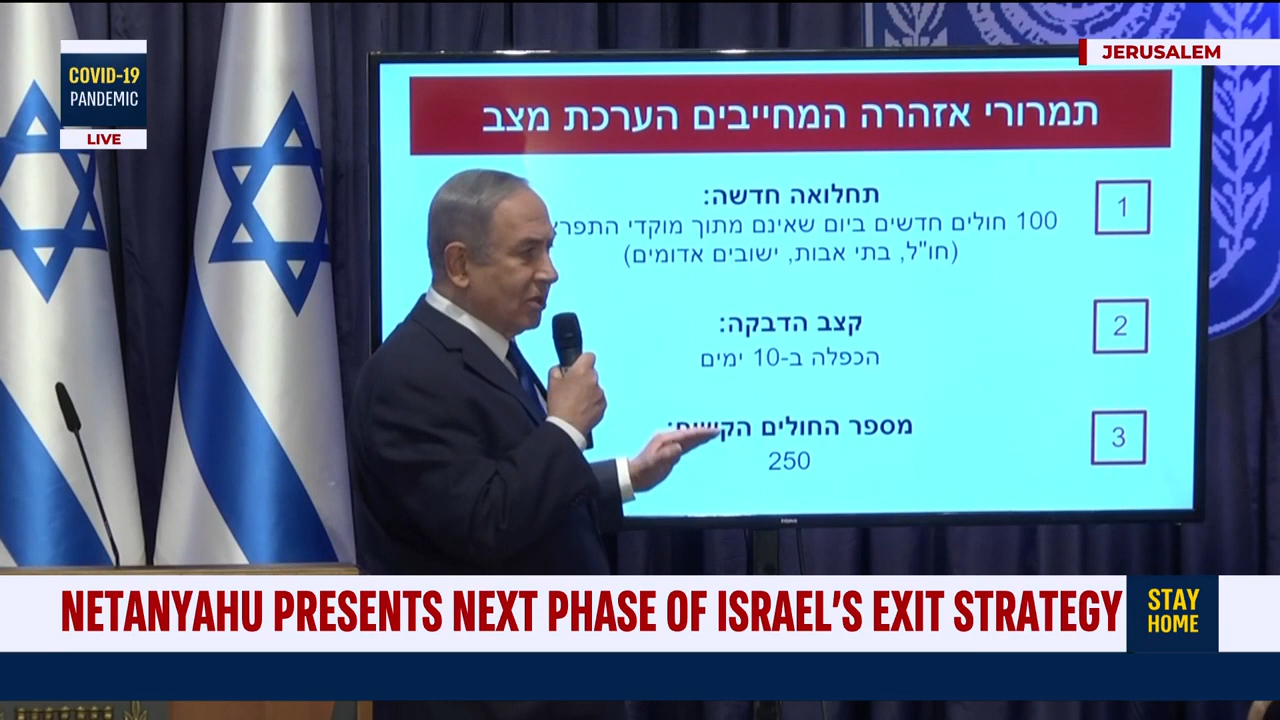 COVID-19
PANDEMIC
LIVE
JERUSALEM
תמרורי אזהרה המחייבים הערכת מצב
1
תחלואה חדשה:
100 חולים חדשים ביום שאינם מתוך מוקדי
(חו"ל, בתי אבות, ישובים אדומים)
2
קצב הדבקה:
הכפלה ב-10 ימים
3
מספר החולים
250
NETANYAHU PRESENTS NEXT PHASE OF ISRAEL'S EXIT STRATEGY
STAY
HOME